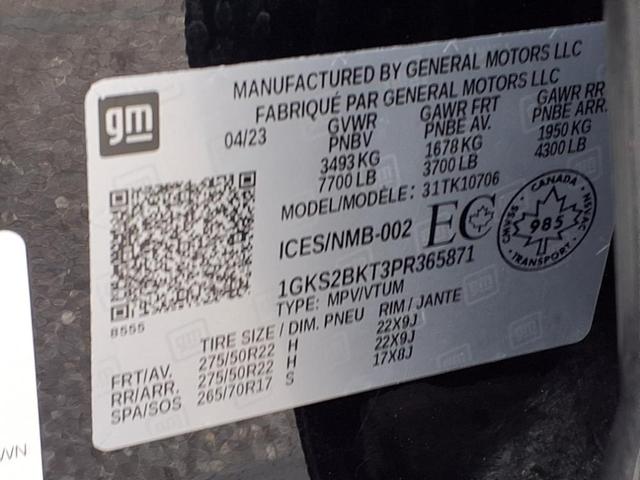 MANUFACTURED BY GENERAL MOTORS LLC
FABRIQUÉ PAR GENERAL MOTORS LLC
gm
04/23 GVWR GAWR FRT GAWR RR
PNBV PNBE AV. PNBE ARR.
3493 KG 1678 KG 1950 KG
7700 LB 3700 LB 4300 LB
MODEL/MODÈLE: 31TK10706
ICES/NMB-002 EC
CANADA
985
TRANSPORT
1GKS2BKT3PR365871
TYPE: MPV/VTUM
8555
TIRE SIZE / DIM. PNEU RIM / JANTE
FRT/AV. 275/50R22 H 22X9J
RR/ARR. 275/50R22 H 22X9J
SPA/SOS 265/70R17 S 17X8J